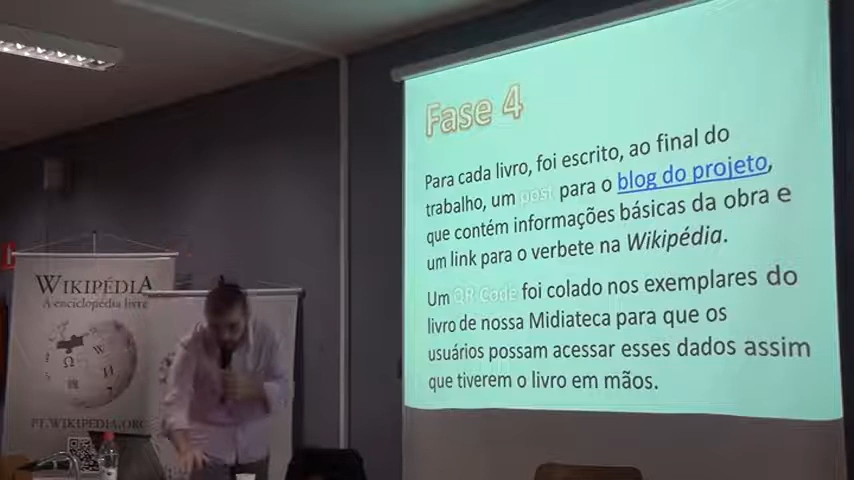 Fase 4
Para cada livro, foi escrito, ao final do
trabalho, um post para o blog do projeto,
que contém informações básicas da obra e
um link para o verbete na Wikipédia.
Um QR Code foi colado nos exemplares do
livro de nossa Midiateca para que os
usuários possam acessar esses dados assim
que tiverem o livro em mãos.
WIKIPÉDIA
A enciclopédia livre
Ω
W
PT.WIKIPEDIA.ORG